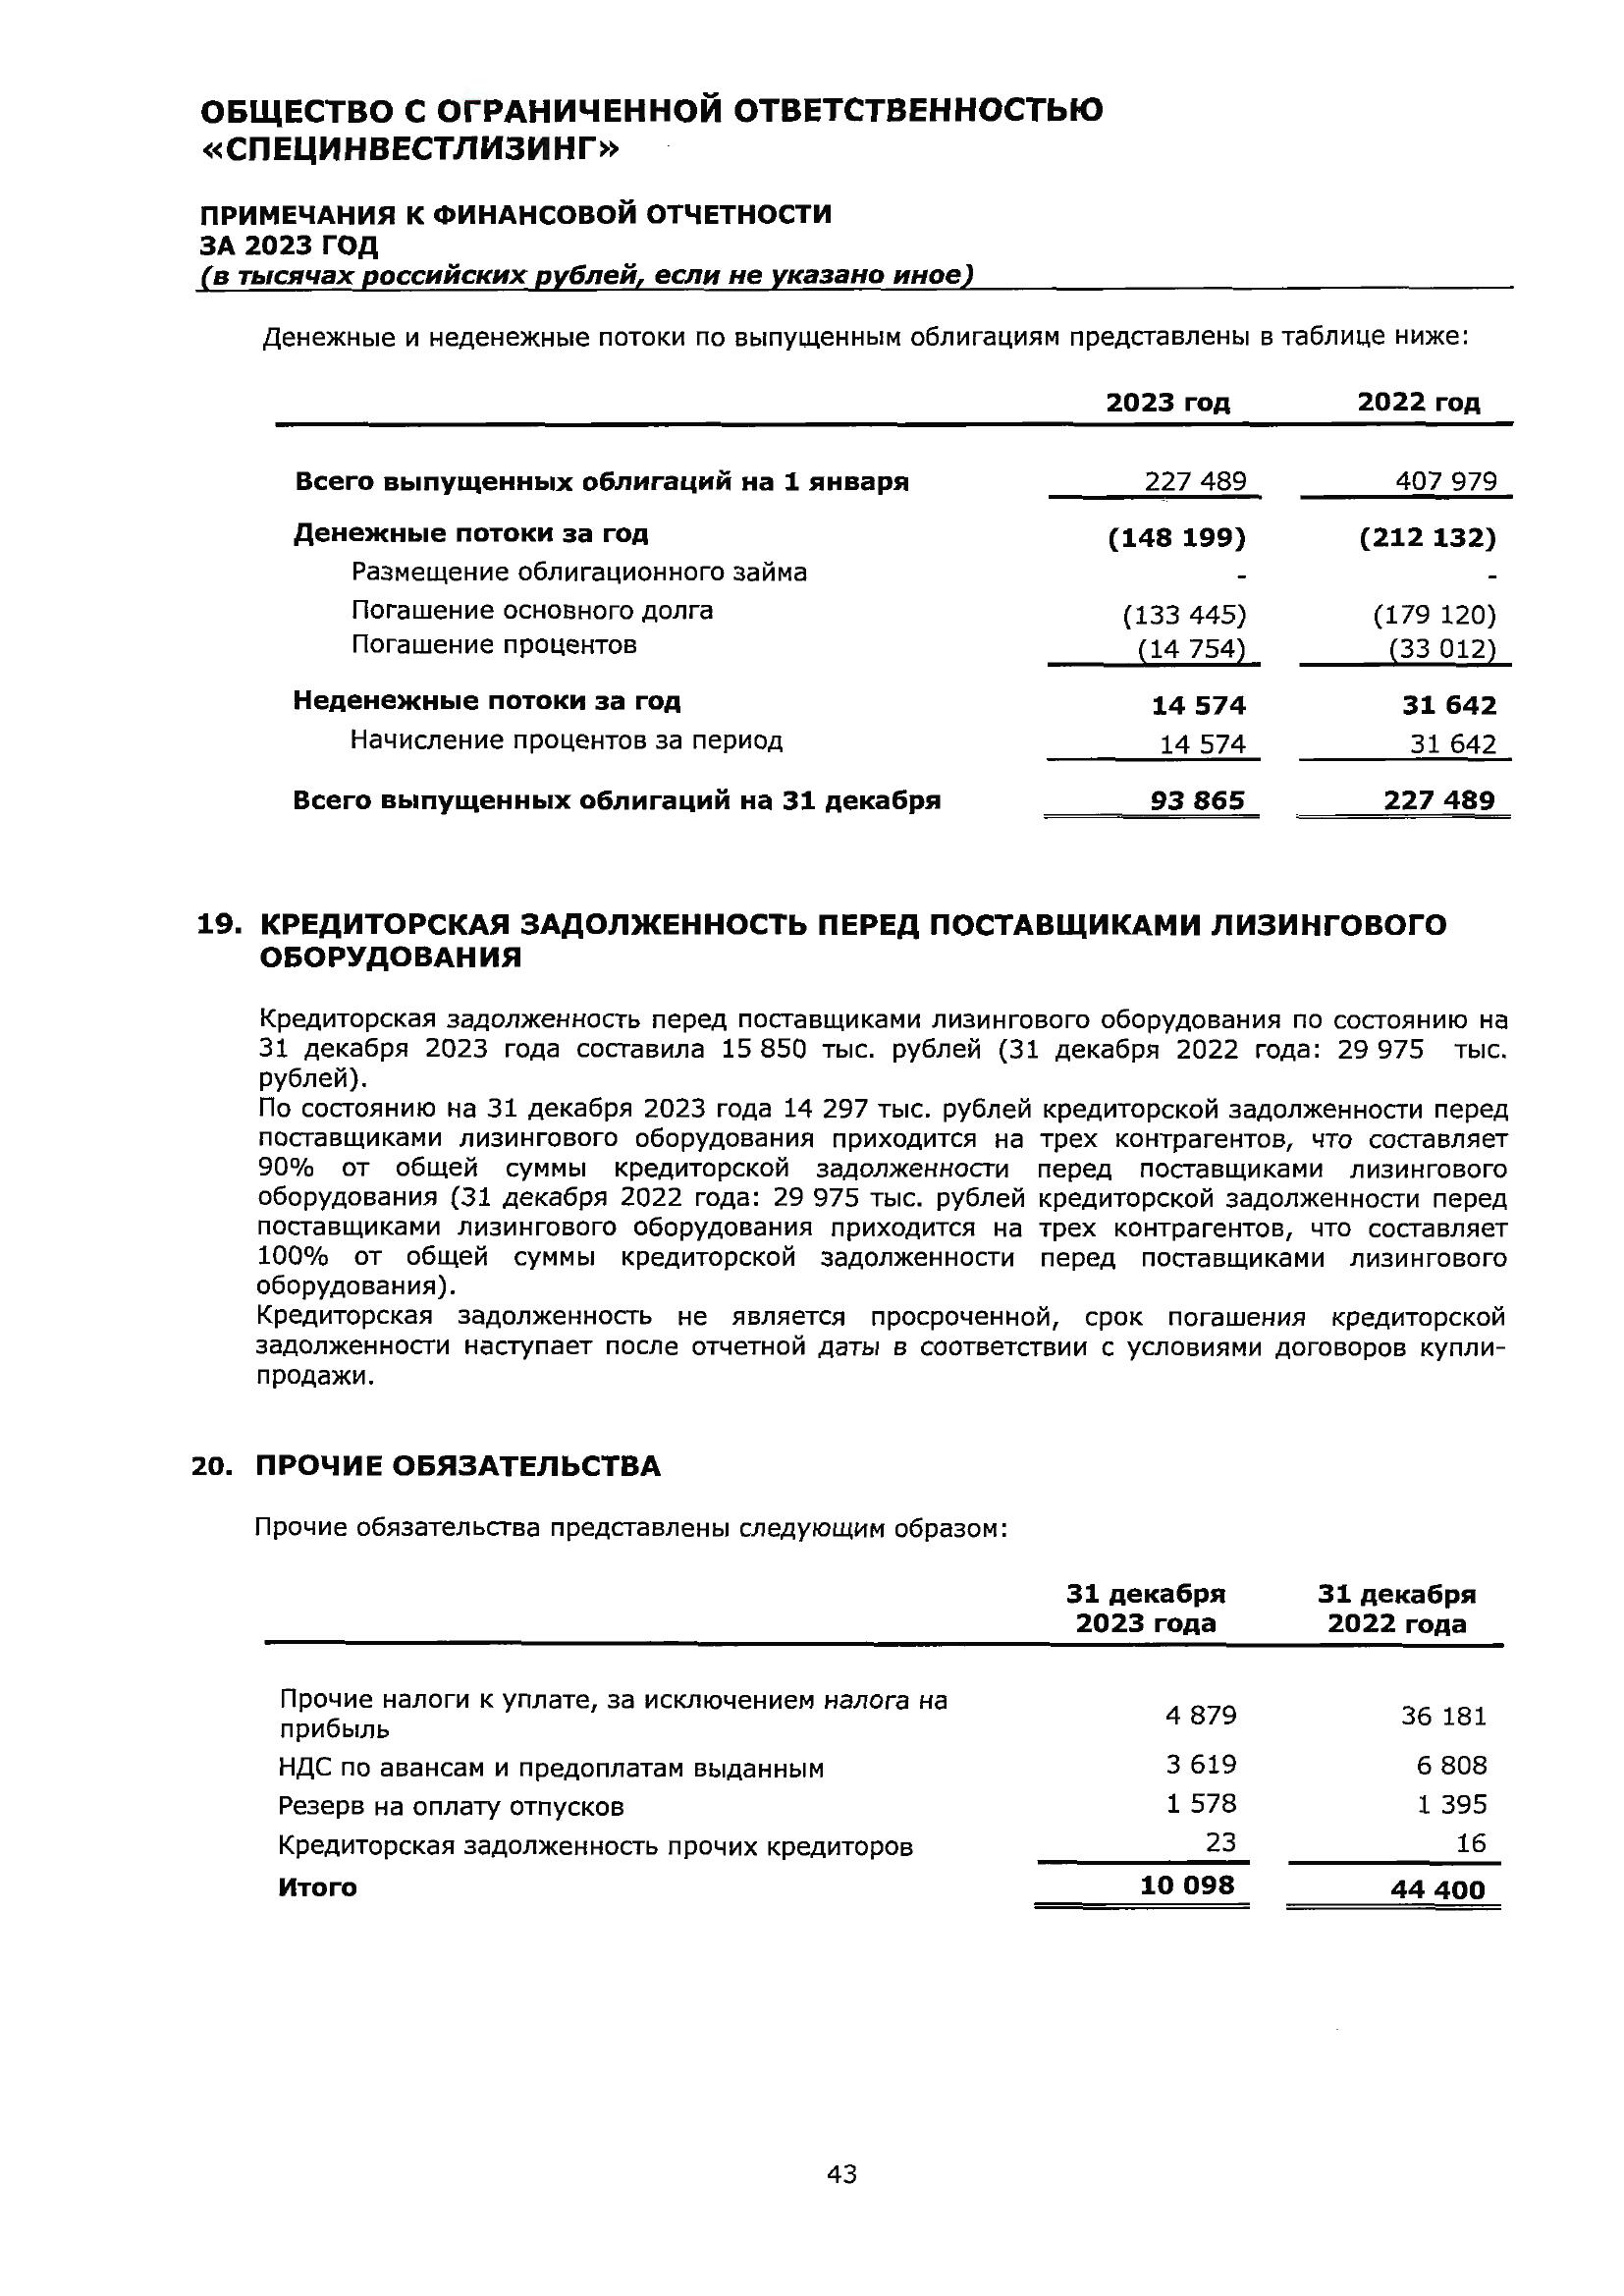 ОБЩЕСТВО С ОГРАНИЧЕННОЙ ОТВЕТСТВЕННОСТЬЮ
«СПЕЦИНВЕСТЛИЗИНГ»
ПРИМЕЧАНИЯ К ФИНАНСОВОЙ ОТЧЕТНОСТИ
ЗА 2023 ГОД
(в тысячах российских рублей, если не указано иное)
Денежные и неденежные потоки по выпущенным облигациям представлены в таблице ниже:
2023 год 2022 год
Всего выпущенных облигаций на 1 января 227 489 407 979
Денежные потоки за год (148 199) (212 132)
Размещение облигационного займа - -
Погашение основного долга (133 445) (179 120)
Погашение процентов (14 754) (33 012)
Неденежные потоки за год 14 574 31 642
Начисление процентов за период 14 574 31 642
Всего выпущенных облигаций на 31 декабря 93 865 227 489
19. КРЕДИТОРСКАЯ ЗАДОЛЖЕННОСТЬ ПЕРЕД ПОСТАВЩИКАМИ ЛИЗИНГОВОГО
ОБОРУДОВАНИЯ
Кредиторская задолженность перед поставщиками лизингового оборудования по состоянию на
31 декабря 2023 года составила 15 850 тыс. рублей (31 декабря 2022 года: 29 975 тыс.
рублей).
По состоянию на 31 декабря 2023 года 14 297 тыс. рублей кредиторской задолженности перед
поставщиками лизингового оборудования приходится на трех контрагентов, что составляет
90% от общей суммы кредиторской задолженности перед поставщиками лизингового
оборудования (31 декабря 2022 года: 29 975 тыс. рублей кредиторской задолженности перед
поставщиками лизингового оборудования приходится на трех контрагентов, что составляет
100% от общей суммы кредиторской задолженности перед поставщиками лизингового
оборудования).
Кредиторская задолженность не является просроченной, срок погашения кредиторской
задолженности наступает после отчетной даты в соответствии с условиями договоров купли-
продажи.
20. ПРОЧИЕ ОБЯЗАТЕЛЬСТВА
Прочие обязательства представлены следующим образом:
31 декабря 31 декабря
2023 года 2022 года
Прочие налоги к уплате, за исключением налога на
прибыль 4 879 36 181
НДС по авансам и предоплатам выданным 3 619 6 808
Резерв на оплату отпусков 1 578 1 395
Кредиторская задолженность прочих кредиторов 23 16
Итого 10 098 44 400
43